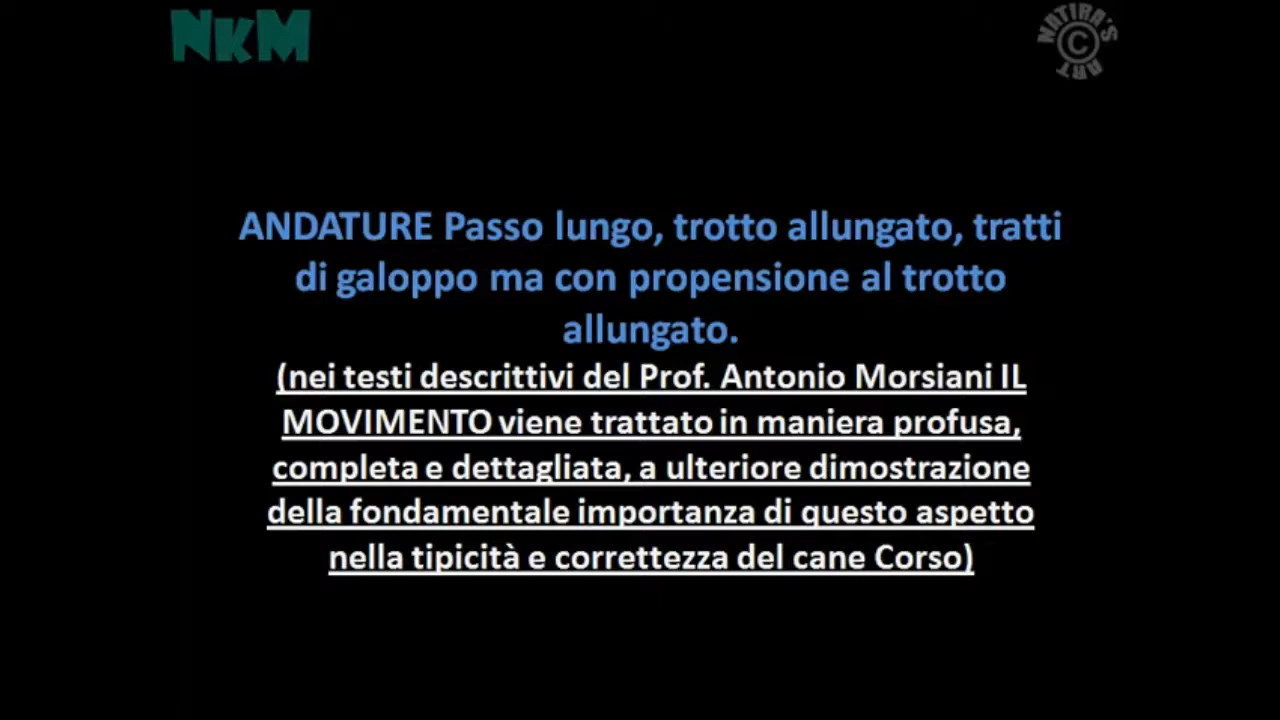 NKM
NATIRA'S
©
ART
ANDATURE Passo lungo, trotto allungato, tratti
di galoppo ma con propensione al trotto
allungato.
(nei testi descrittivi del Prof. Antonio Morsiani IL
MOVIMENTO viene trattato in maniera profusa,
completa e dettagliata, a ulteriore dimostrazione
della fondamentale importanza di questo aspetto
nella tipicità e correttezza del cane Corso)